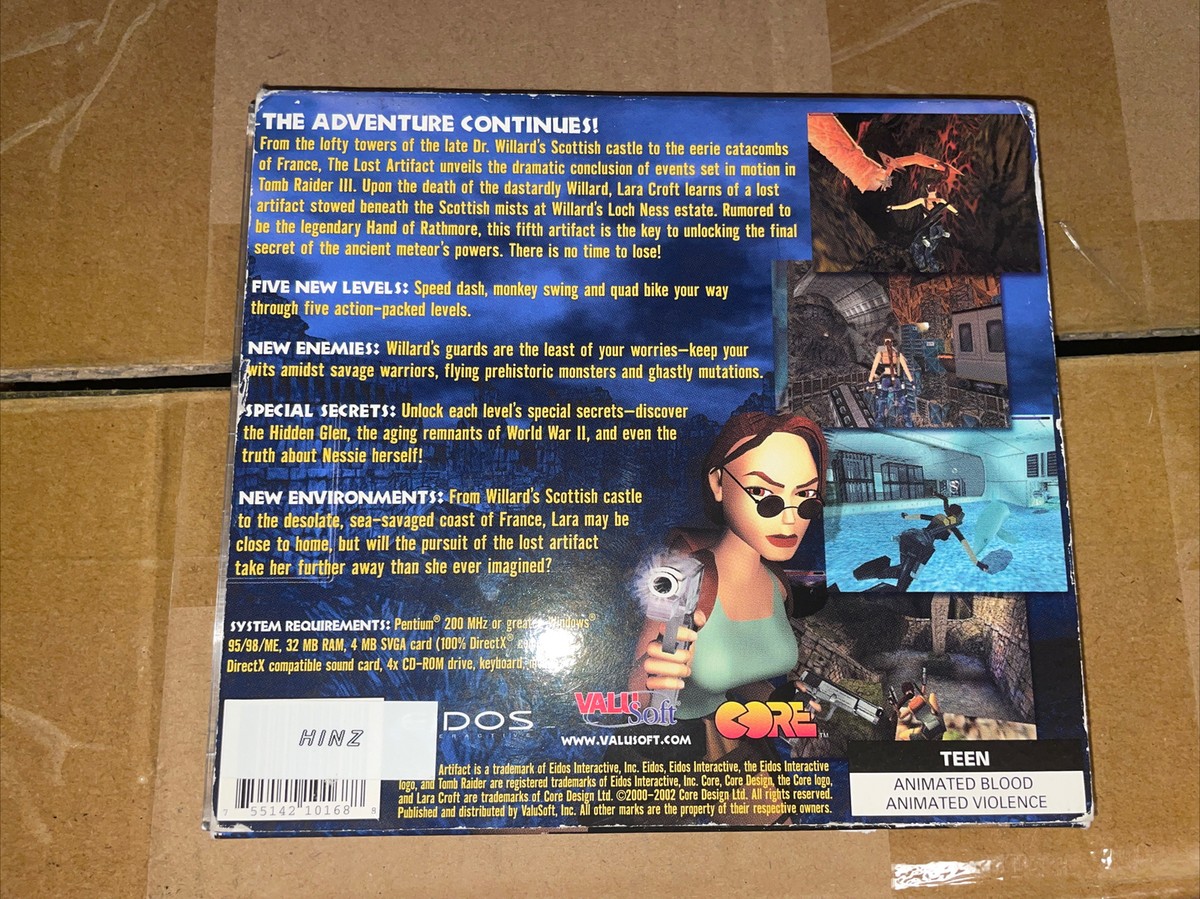 THE ADVENTURE CONTINUES!
From the lofty towers of the late Dr. Willard's Scottish castle to the eerie catacombs
of France, The Lost Artifact unveils the dramatic conclusion of events set in motion in
Tomb Raider III. Upon the death of the dastardly Willard, Lara Croft learns of a lost
artifact stowed beneath the Scottish mists at Willard's Loch Ness estate. Rumored to
be the legendary Hand of Rathmore, this fifth artifact is the key to unlocking the final
secret of the ancient meteor's powers. There is no time to lose!
FIVE NEW LEVELS: Speed dash, monkey swing and quad bike your way
through five action-packed levels.
NEW ENEMIES: Willard's guards are the least of your worries—keep your
wits amidst savage warriors, flying prehistoric monsters and ghastly mutations.
SPECIAL SECRETS: Unlock each level's special secrets—discover
the Hidden Glen, the aging remnants of World War II, and even the
truth about Nessie herself!
NEW ENVIRONMENTS: From Willard's Scottish castle
to the desolate, sea-savaged coast of France, Lara may be
close to home, but will the pursuit of the lost artifact
take her further away than she ever imagined?
SYSTEM REQUIREMENTS: Pentium® 200 MHz or greater Windows®
95/98/ME, 32 MB RAM, 4 MB SVGA card (100% DirectX®
DirectX compatible sound card, 4x CD-ROM drive, keyboard,
HINZ
DOS
VALU Soft
WWW.VALUSOFT.COM
CORE™
Artifact is a trademark of Eidos Interactive, Inc. Eidos, Eidos Interactive, the Eidos Interactive
logo, and Tomb Raider are registered trademarks of Eidos Interactive, Inc. Core, Core Design, the Core logo,
and Lara Croft are trademarks of Core Design Ltd. ©2000–2002 Core Design Ltd. All rights reserved.
Published and distributed by ValuSoft, Inc. All other marks are the property of their respective owners.
7 55142 10168 8
TEEN
ANIMATED BLOOD
ANIMATED VIOLENCE